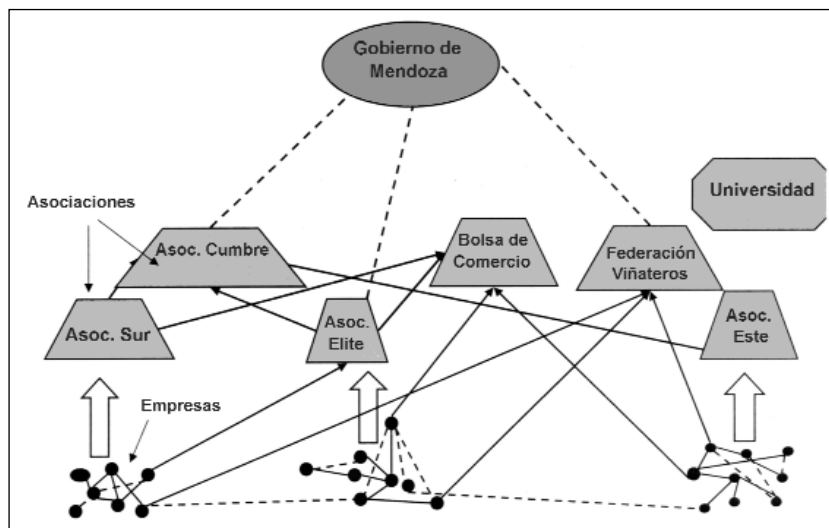 Gobierno de
Mendoza
Universidad
Asociaciones
Asoc. Cumbre
Bolsa de
Comercio
Federación
Viñateros
Asoc. Sur
Asoc.
Elite
Asoc.
Este
Empresas